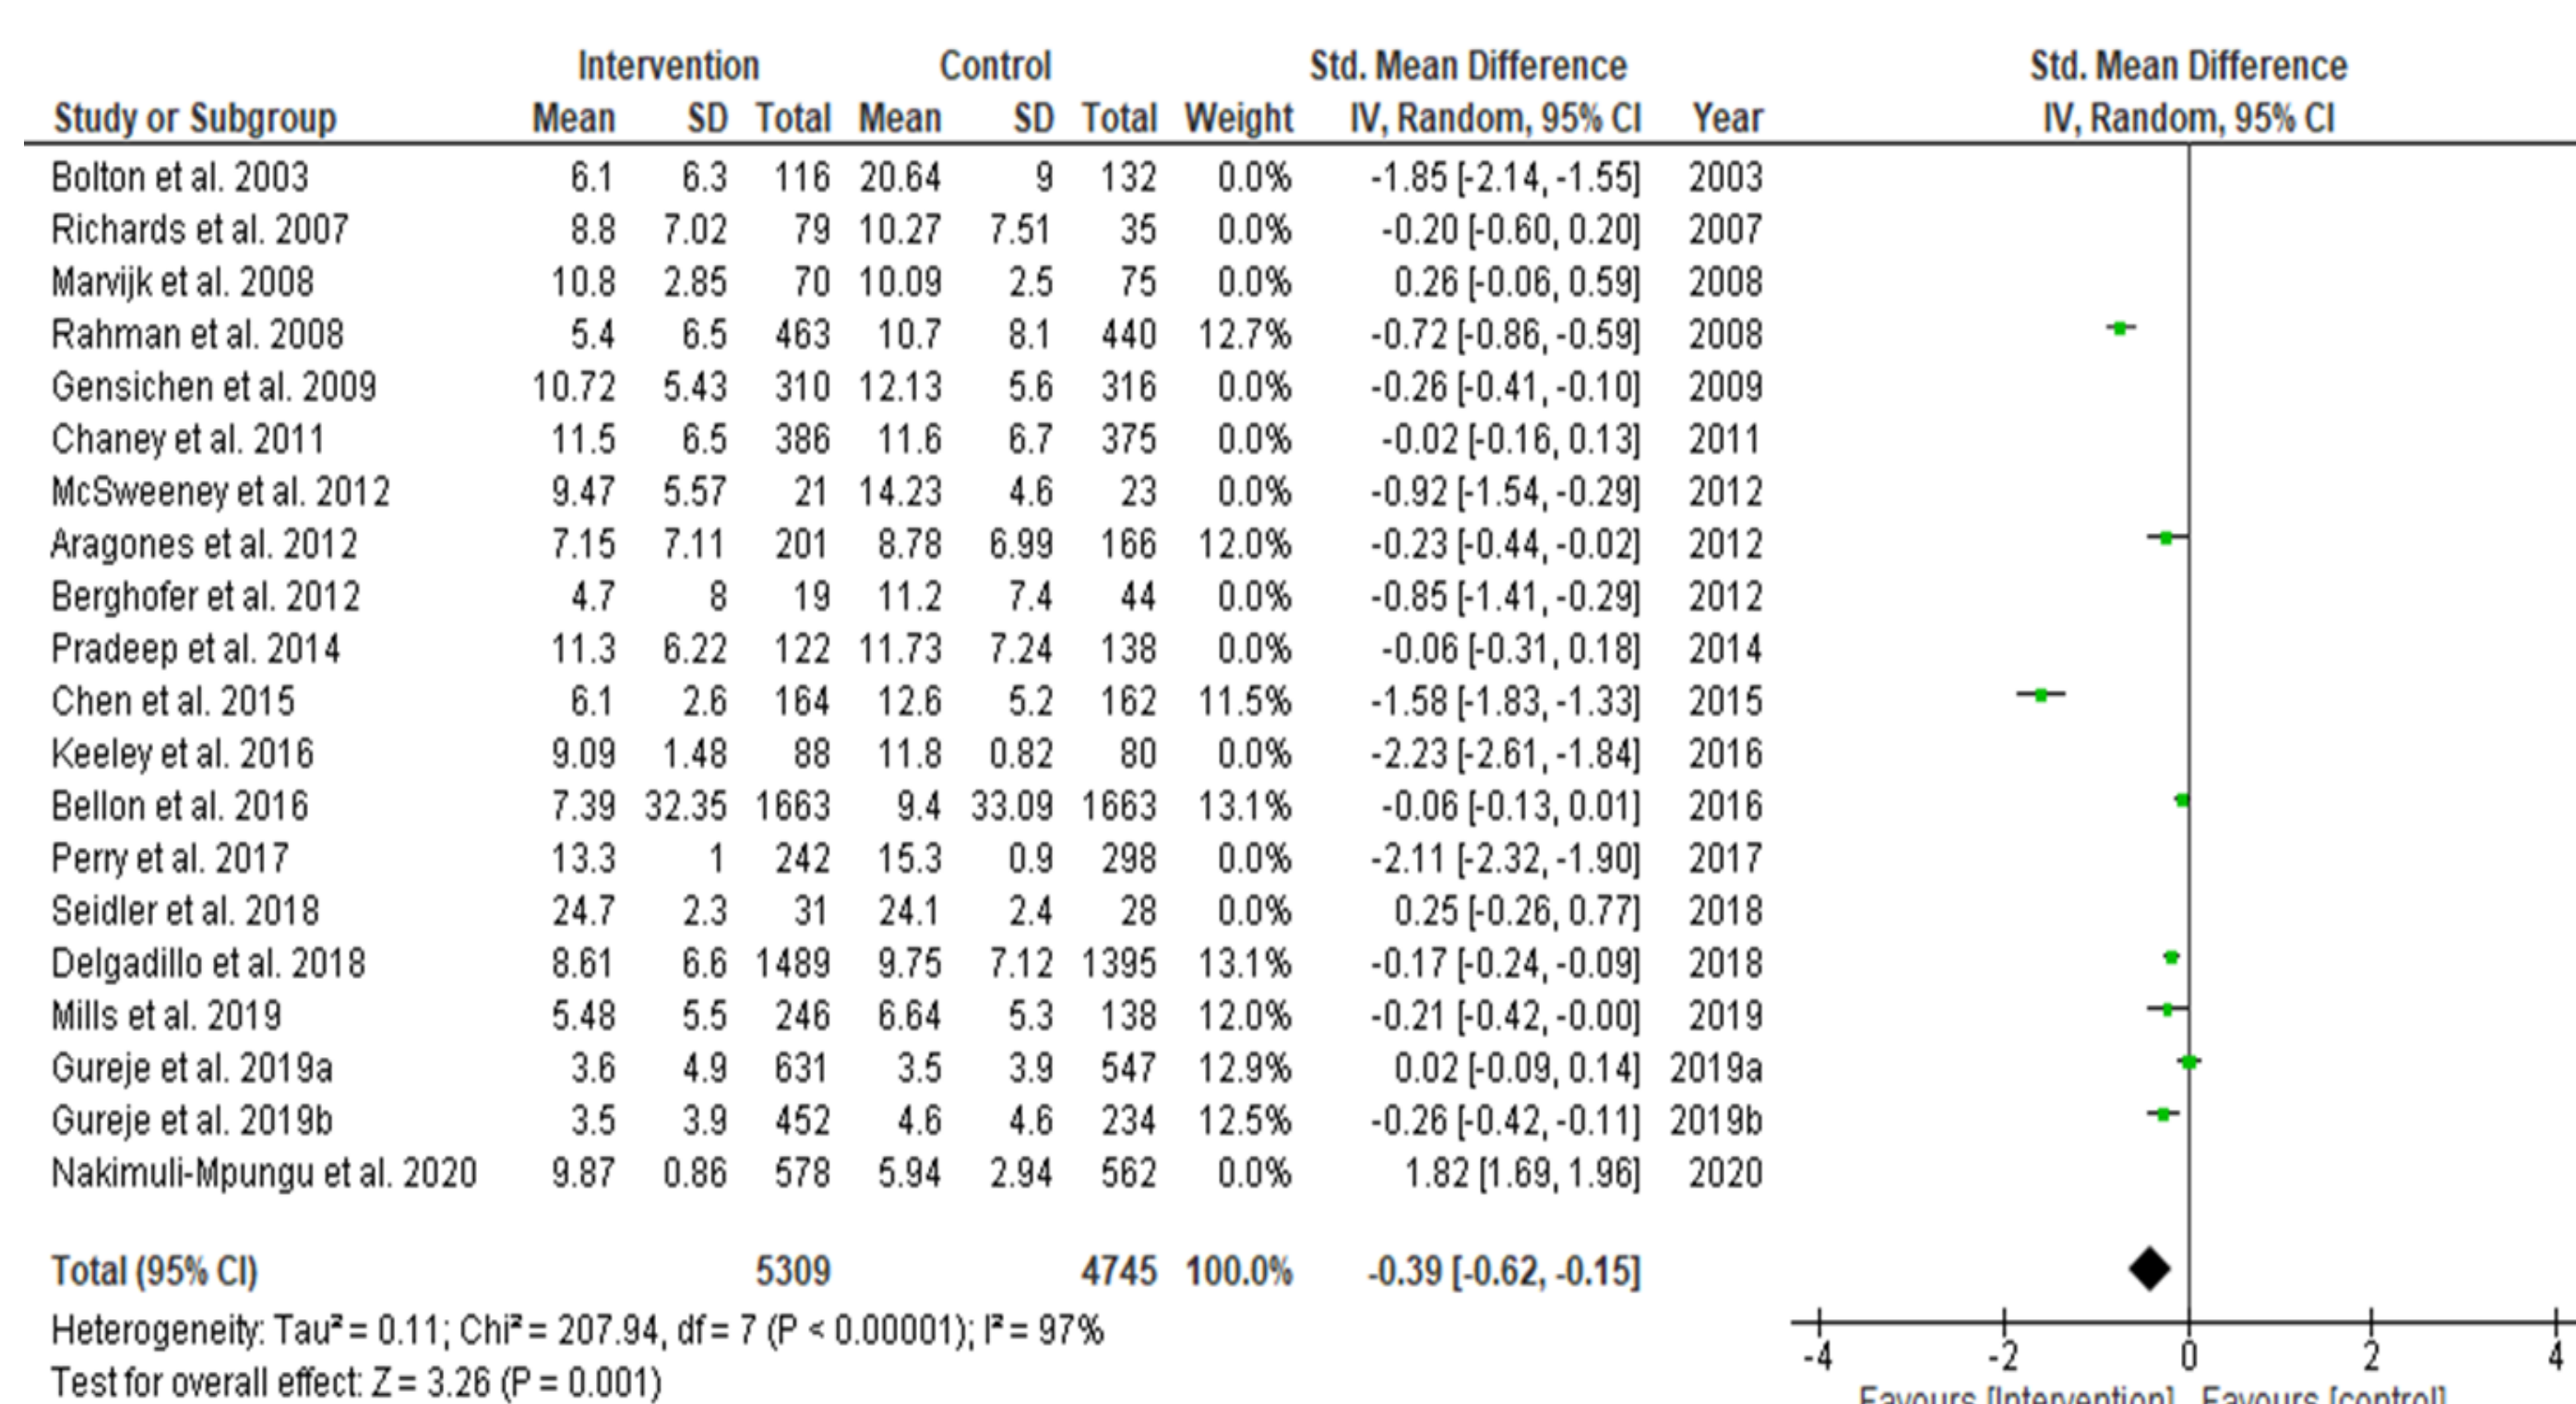 Intervention Control Std. Mean Difference Std. Mean Difference
Study or Subgroup Mean SD Total Mean SD Total Weight IV, Random, 95% CI Year IV, Random, 95% CI
Bolton et al. 2003 6.1 6.3 116 20.64 9 132 0.0% -1.85 [-2.14, -1.55] 2003
Richards et al. 2007 8.8 7.02 79 10.27 7.51 35 0.0% -0.20 [-0.60, 0.20] 2007
Marvijk et al. 2008 10.8 2.85 70 10.09 2.5 75 0.0% 0.26 [-0.06, 0.59] 2008
Rahman et al. 2008 5.4 6.5 463 10.7 8.1 440 12.7% -0.72 [-0.86, -0.59] 2008
Gensichen et al. 2009 10.72 5.43 310 12.13 5.6 316 0.0% -0.26 [-0.41, -0.10] 2009
Chaney et al. 2011 11.5 6.5 386 11.6 6.7 375 0.0% -0.02 [-0.16, 0.13] 2011
McSweeney et al. 2012 9.47 5.57 21 14.23 4.6 23 0.0% -0.92 [-1.54, -0.29] 2012
Aragones et al. 2012 7.15 7.11 201 8.78 6.99 166 12.0% -0.23 [-0.44, -0.02] 2012
Berghofer et al. 2012 4.7 8 19 11.2 7.4 44 0.0% -0.85 [-1.41, -0.29] 2012
Pradeep et al. 2014 11.3 6.22 122 11.73 7.24 138 0.0% -0.06 [-0.31, 0.18] 2014
Chen et al. 2015 6.1 2.6 164 12.6 5.2 162 11.5% -1.58 [-1.83, -1.33] 2015
Keeley et al. 2016 9.09 1.48 88 11.8 0.82 80 0.0% -2.23 [-2.61, -1.84] 2016
Bellon et al. 2016 7.39 32.35 1663 9.4 33.09 1663 13.1% -0.06 [-0.13, 0.01] 2016
Perry et al. 2017 13.3 1 242 15.3 0.9 298 0.0% -2.11 [-2.32, -1.90] 2017
Seidler et al. 2018 24.7 2.3 31 24.1 2.4 28 0.0% 0.25 [-0.26, 0.77] 2018
Delgadillo et al. 2018 8.61 6.6 1489 9.75 7.12 1395 13.1% -0.17 [-0.24, -0.09] 2018
Mills et al. 2019 5.48 5.5 246 6.64 5.3 138 12.0% -0.21 [-0.42, -0.00] 2019
Gureje et al. 2019a 3.6 4.9 631 3.5 3.9 547 12.9% 0.02 [-0.09, 0.14] 2019a
Gureje et al. 2019b 3.5 3.9 452 4.6 4.6 234 12.5% -0.26 [-0.42, -0.11] 2019b
Nakimuli-Mpungu et al. 2020 9.87 0.86 578 5.94 2.94 562 0.0% 1.82 [1.69, 1.96] 2020
Total (95% CI) 5309 4745 100.0% -0.39 [-0.62, -0.15]
Heterogeneity: Tau² = 0.11; Chi² = 207.94, df = 7 (P < 0.00001); I² = 97%
Test for overall effect: Z = 3.26 (P = 0.001)
-4 -2 0 2 4
Favours [Intervention] Favours [control]